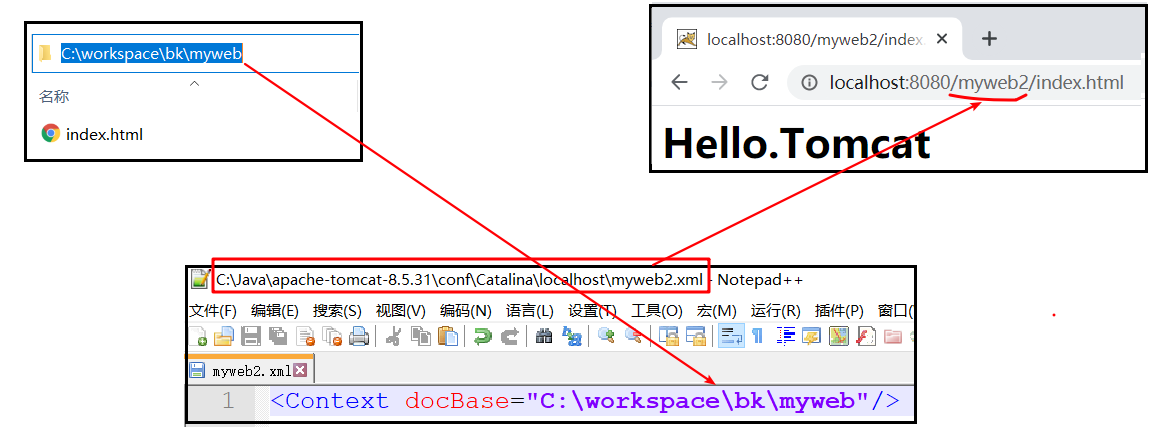 C:\workspace\bk\myweb
名称
index.html
localhost:8080/myweb2/index.
localhost:8080/myweb2/index.html
Hello.Tomcat
C:\Java\apache-tomcat-8.5.31\conf\Catalina\localhost\myweb2.xml - Notepad++
文件(F) 编辑(E) 搜索(S) 视图(V) 编码(N) 语言(L) 设置(T) 工具(O) 宏(M) 运行(R) 插件(P) 窗口(
myweb2.xml
1 <Context docBase="C:\workspace\bk\myweb"/>